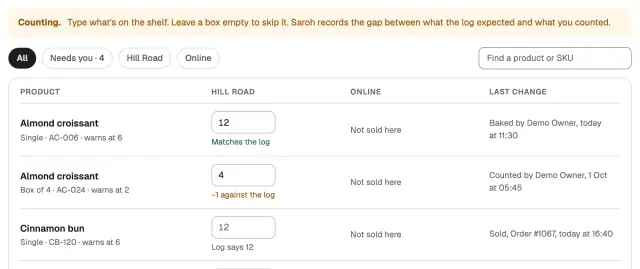 Counting. Type what's on the shelf. Leave a box empty to skip it. Saroh records the gap between what the log expected and what you counted.
All
Needs you · 4
Hill Road
Online
Find a product or SKU
PRODUCT
HILL ROAD
ONLINE
LAST CHANGE
Almond croissant
Single · AC-006 · warns at 6
12
Matches the log
Not sold here
Baked by Demo Owner, today
at 11:30
Almond croissant
Box of 4 · AC-024 · warns at 2
4
−1 against the log
Not sold here
Counted by Demo Owner, 1 Oct
at 05:45
Cinnamon bun
Single · CB-120 · warns at 6
12
Log says 12
Not sold here
Sold, Order #1067, today at 16:40